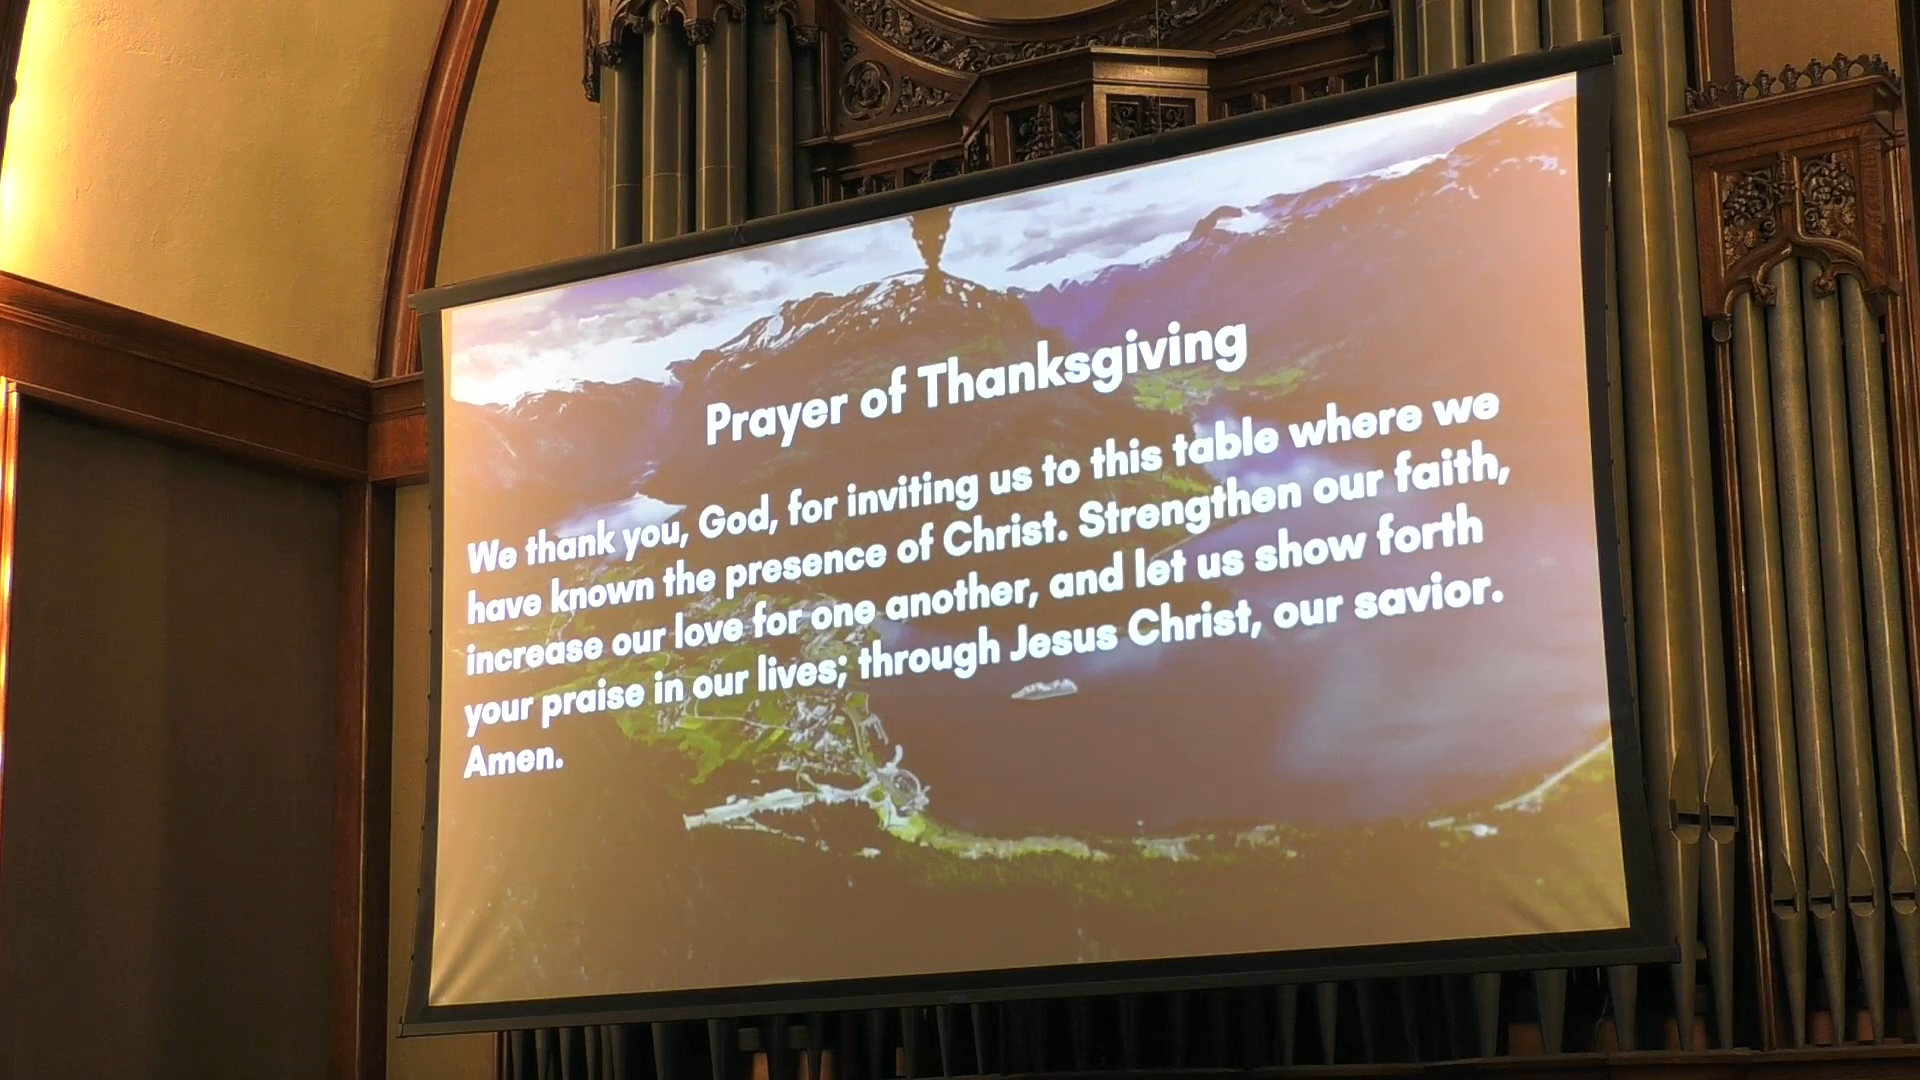 Prayer of Thanksgiving
We thank you, God, for inviting us to this table where we
have known the presence of Christ. Strengthen our faith,
increase our love for one another, and let us show forth
your praise in our lives; through Jesus Christ, our savior.
Amen.